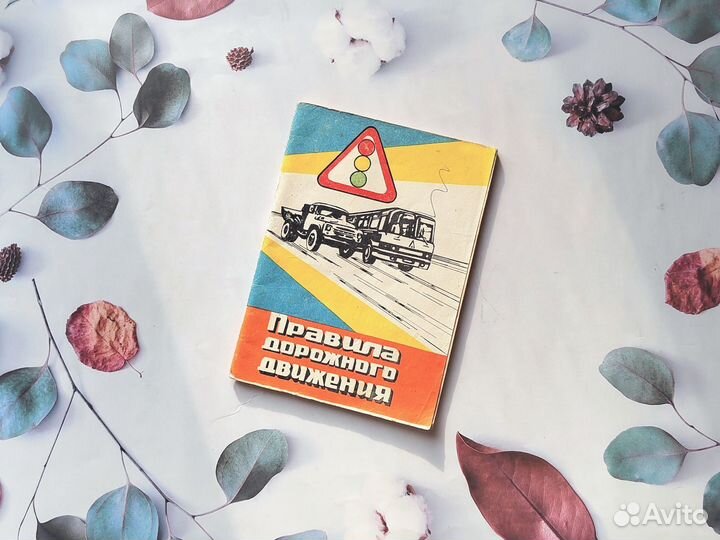 Правила
дорожного
движения
Avito